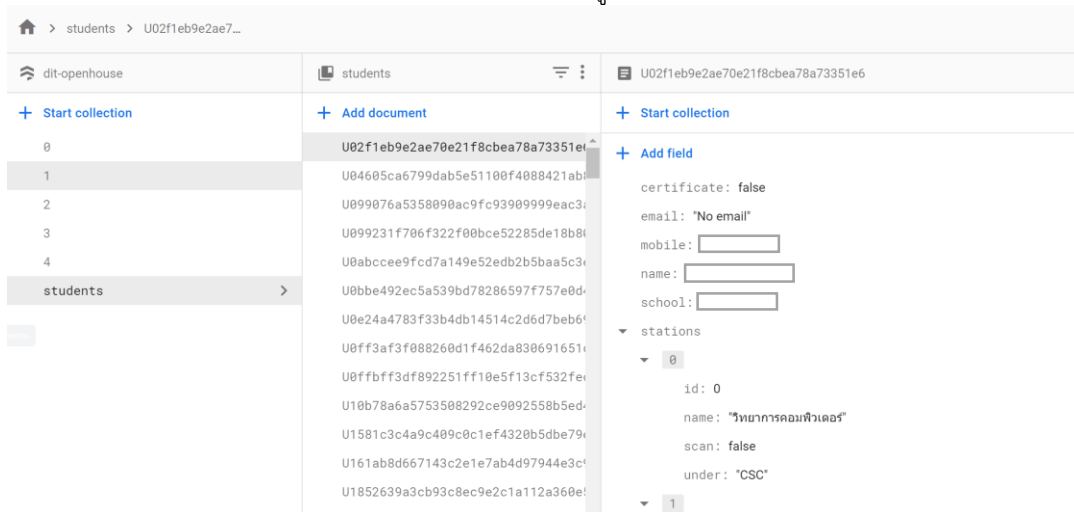 students > U02f1eb9e2ae7…
dit-openhouse
students
U02f1eb9e2ae70e21f8cbea78a73351e6
+ Start collection
+ Add document
+ Start collection
0
1
2
3
4
students
U02f1eb9e2ae70e21f8cbea78a73351e6
U04605ca6799dab5e51100f4088421ab
U099076a5358090ac9fc93909999eac3
U099231f706f322f00bce52285de18b8
U0abccee9fcd7a149e52edb2b5baa5c3
U0bbe492ec5a539bd78286597f757e0d
U0e24a4783f33b4db14514c2d6d7beb6
U0ff3af3f088260d1f462da830691651
U0ffbff3df892251ff10e5f13cf532fe
U10b78a6a5753508292ce9092558b5ed
U1581c3c4a9c409c0c1ef4320b5dbe79
U161ab8d667143c2e1e7ab4d97944e3c
U1852639a3cb93c8ec9e2c1a112a360e
+ Add field
certificate: false
email: "No email"
mobile:
name:
school:
stations
0
id: 0
name: "วิทยาการคอมพิวเตอร์"
scan: false
under: "CSC"
1